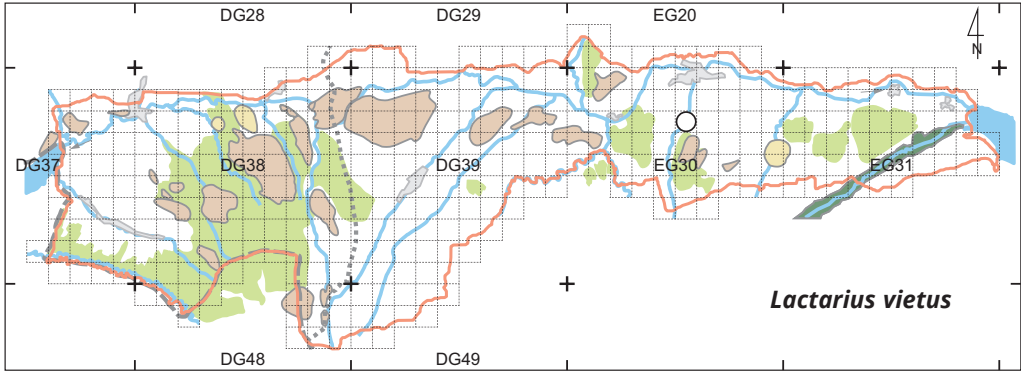 DG28 DG29 EG20
N
DG37 DG38 DG39 EG30 EG31
Lactarius vietus
DG48 DG49